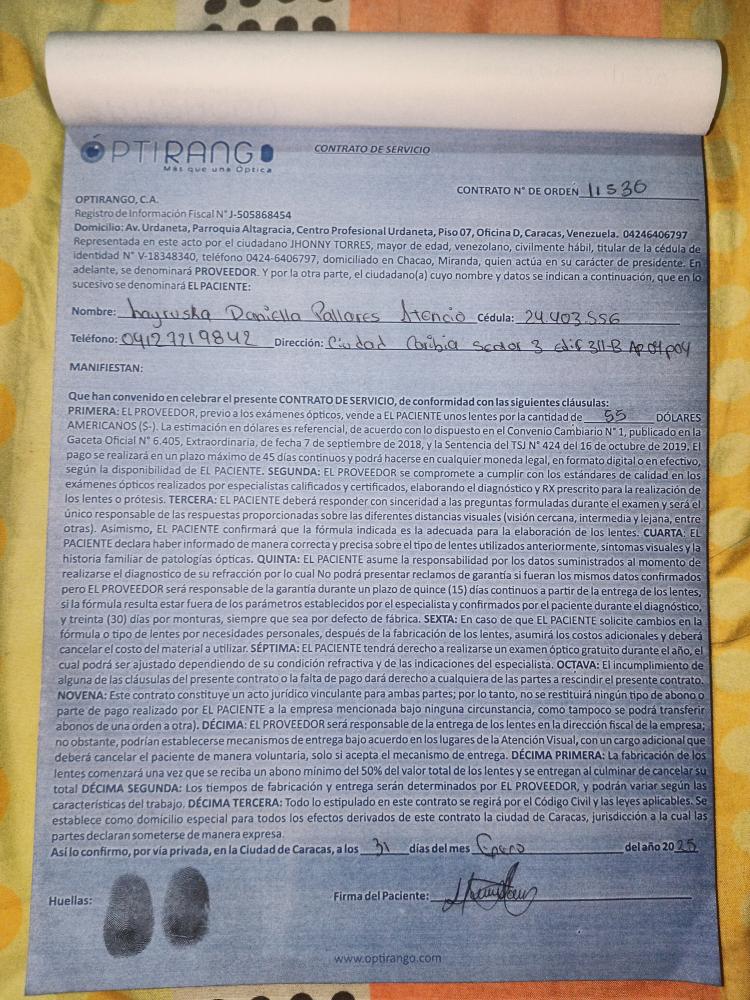 ÓPTIRANGO
Más que una Óptica
CONTRATO DE SERVICIO
CONTRATO N° DE ORDEN 11536
OPTIRANGO, C.A.
Registro de Información Fiscal N° J-505868454
Domicilio: Av. Urdaneta, Parroquia Altagracia, Centro Profesional Urdaneta, Piso 07, Oficina D, Caracas, Venezuela. 04246406797
Representada en este acto por el ciudadano JHONNY TORRES, mayor de edad, venezolano, civilmente hábil, titular de la cédula de
identidad N° V-18348340, teléfono 0424-6406797, domiciliado en Chacao, Miranda, quien actúa en su carácter de presidente. En
adelante, se denominará PROVEEDOR. Y por la otra parte, el ciudadano(a) cuyo nombre y datos se indican a continuación, que en lo
sucesivo se denominará EL PACIENTE:
Nombre: Daniella Pallares Atencio Cédula: 24.403.556
Teléfono: 04127219842 Dirección: Ciudad Caribia Sector 3 edif 311-B Ap 04 p04
MANIFIESTAN:
Que han convenido en celebrar el presente CONTRATO DE SERVICIO, de conformidad con las siguientes cláusulas:
PRIMERA: EL PROVEEDOR, previo a los exámenes ópticos, vende a EL PACIENTE unos lentes por la cantidad de 55 DÓLARES
AMERICANOS ($-). La estimación en dólares es referencial, de acuerdo con lo dispuesto en el Convenio Cambiario N° 1, publicado en la
Gaceta Oficial N° 6.405, Extraordinaria, de fecha 7 de septiembre de 2018, y la Sentencia del TSJ N° 424 del 16 de octubre de 2019. El
pago se realizará en un plazo máximo de 45 días continuos y podrá hacerse en cualquier moneda legal, en formato digital o en efectivo,
según la disponibilidad de EL PACIENTE. SEGUNDA: EL PROVEEDOR se compromete a cumplir con los estándares de calidad en los
exámenes ópticos realizados por especialistas calificados y certificados, elaborando el diagnóstico y RX prescrito para la realización de
los lentes o prótesis. TERCERA: EL PACIENTE deberá responder con sinceridad a las preguntas formuladas durante el examen y será el
único responsable de las respuestas proporcionadas sobre las diferentes distancias visuales (visión cercana, intermedia y lejana, entre
otras). Asimismo, EL PACIENTE confirmará que la fórmula indicada es la adecuada para la elaboración de los lentes. CUARTA: EL
PACIENTE declara haber informado de manera correcta y precisa sobre el tipo de lentes utilizados anteriormente, síntomas visuales y la
historia familiar de patologías ópticas. QUINTA: EL PACIENTE asume la responsabilidad por los datos suministrados al momento de
realizarse el diagnostico de su refracción por lo cual No podrá presentar reclamos de garantía si fueran los mismos datos confirmados
pero EL PROVEEDOR será responsable de la garantía durante un plazo de quince (15) días continuos a partir de la entrega de los lentes,
si la fórmula resulta estar fuera de los parámetros establecidos por el especialista y confirmados por el paciente durante el diagnóstico,
y treinta (30) días por monturas, siempre que sea por defecto de fábrica. SEXTA: En caso de que EL PACIENTE solicite cambios en la
fórmula o tipo de lentes por necesidades personales, después de la fabricación de los lentes, asumirá los costos adicionales y deberá
cancelar el costo del material a utilizar. SÉPTIMA: EL PACIENTE tendrá derecho a realizarse un examen óptico gratuito durante el año, el
cual podrá ser ajustado dependiendo de su condición refractiva y de las indicaciones del especialista. OCTAVA: El incumplimiento de
alguna de las cláusulas del presente contrato o la falta de pago dará derecho a cualquiera de las partes a rescindir el presente contrato.
NOVENA: Este contrato constituye un acto jurídico vinculante para ambas partes; por lo tanto, no se restituirá ningún tipo de abono o
parte de pago realizado por EL PACIENTE a la empresa mencionada bajo ninguna circunstancia, como tampoco se podrá transferir
abonos de una orden a otra). DÉCIMA: EL PROVEEDOR será responsable de la entrega de los lentes en la dirección fiscal de la empresa;
no obstante, podrían establecerse mecanismos de entrega bajo acuerdo en los lugares de la Atención Visual, con un cargo adicional que
deberá cancelar el paciente de manera voluntaria, solo si acepta el mecanismo de entrega. DÉCIMA PRIMERA: La fabricación de los
lentes comenzará una vez que se reciba un abono mínimo del 50% del valor total de los lentes y se entregan al culminar de cancelar su
total DÉCIMA SEGUNDA: Los tiempos de fabricación y entrega serán determinados por EL PROVEEDOR, y podrán variar según las
características del trabajo. DÉCIMA TERCERA: Todo lo estipulado en este contrato se regirá por el Código Civil y las leyes aplicables. Se
establece como domicilio especial para todos los efectos derivados de este contrato la ciudad de Caracas, jurisdicción a la cual las
partes declaran someterse de manera expresa.
Así lo confirmo, por vía privada, en la Ciudad de Caracas, a los 31 días del mes Enero del año 2025
Huellas:
Firma del Paciente:
www.optirango.com